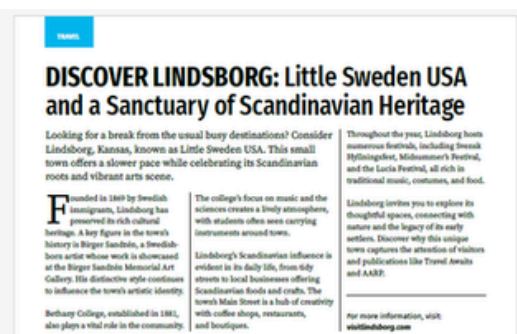 TRAVEL
DISCOVER LINDSBORG: Little Sweden USA
and a Sanctuary of Scandinavian Heritage
Looking for a break from the usual busy destinations? Consider
Lindsborg, Kansas, known as Little Sweden USA. This small
town offers a slower pace while celebrating its Scandinavian
roots and vibrant arts scene.
Founded in 1869 by Swedish
immigrants, Lindsborg has
preserved its rich cultural
heritage. A key figure in the town's
history is Birger Sandzén, a Swedish-
born artist whose work is showcased
at the Birger Sandzén Memorial Art
Gallery. His distinctive style continues
to influence the town's artistic identity.
Bethany College, established in 1881,
also plays a vital role in the community.
The college's focus on music and the
sciences creates a lively atmosphere,
with students often seen carrying
instruments around town.
Lindsborg's Scandinavian influence is
evident in its daily life, from tidy
streets to local businesses offering
Scandinavian foods and crafts. The
town's Main Street is a hub of creativity
with coffee shops, restaurants,
and boutiques.
Throughout the year, Lindsborg hosts
numerous festivals, including Svensk
Hyllningsfest, Midsummer's Festival,
and the Lucia Festival, all rich in
traditional music, costumes, and food.
Lindsborg invites you to explore its
thoughtful spaces, connecting with
nature and the legacy of its early
settlers. Discover why this unique
town captures the attention of visitors
and publications like Travel Awaits
and AARP.
For more information, visit:
visitlindsborg.com